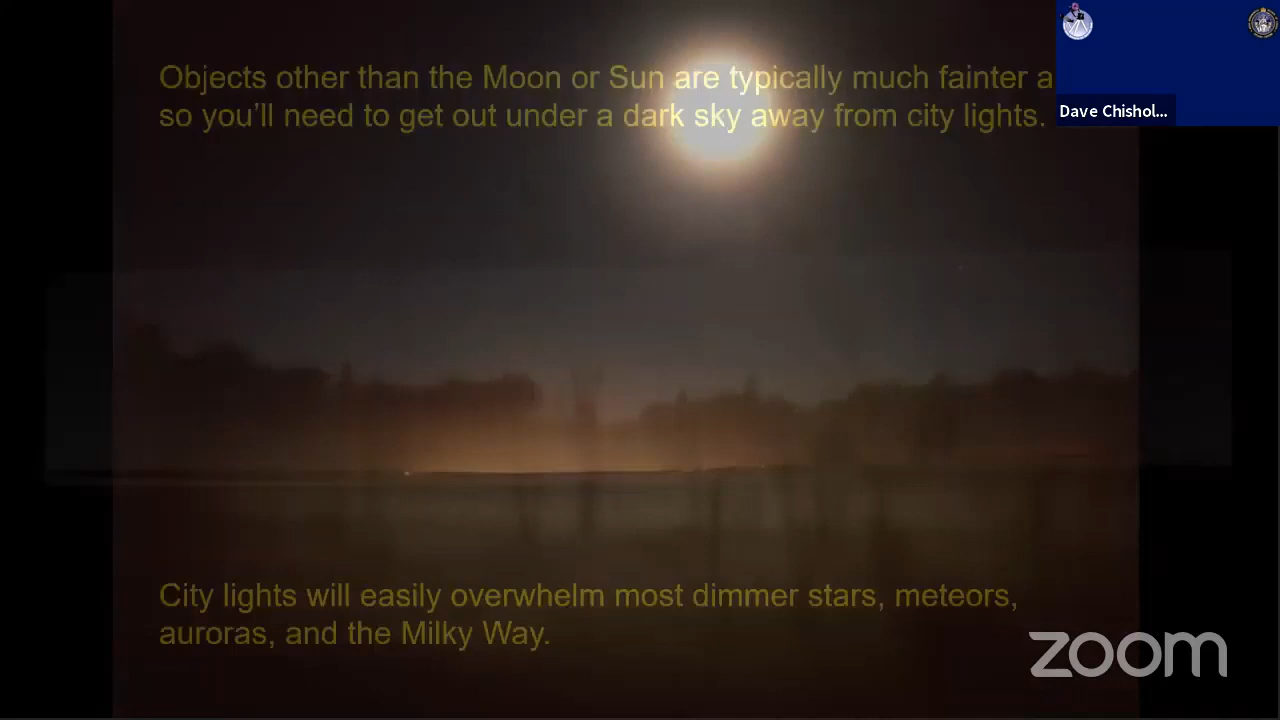 Objects other than the Moon or Sun are typically much fainter a
so you'll need to get out under a dark sky away from city lights.
Dave Chishol...
City lights will easily overwhelm most dimmer stars, meteors,
auroras, and the Milky Way.
zoom